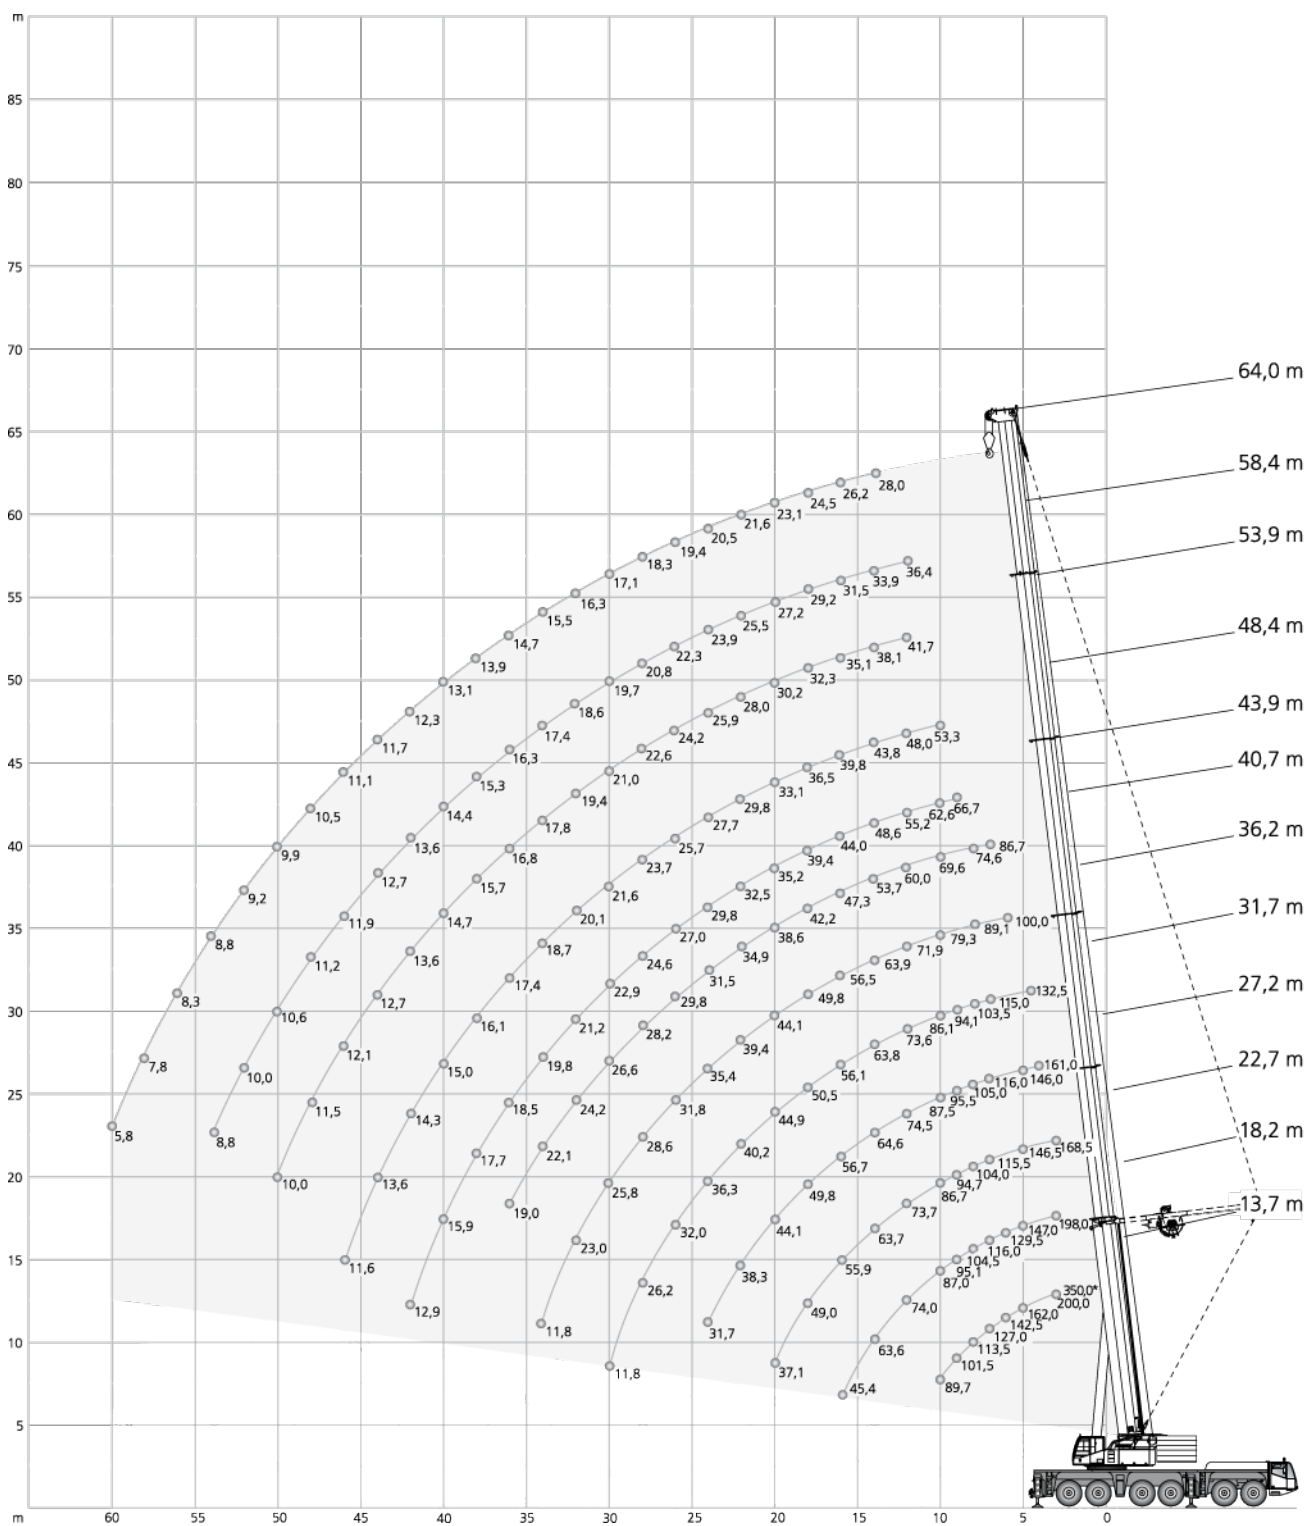 m
85
80
75
70
65
60
55
50
45
40
35
30
25
20
15
10
5
m 60 55 50 45 40 35 30 25 20 15 10 5 0
64,0 m
58,4 m
53,9 m
48,4 m
43,9 m
40,7 m
36,2 m
31,7 m
27,2 m
22,7 m
18,2 m
13,7 m
5,8 7,8 8,3 8,8 9,2 9,9 10,5 11,1 11,7 12,3 13,1 13,9 14,7 15,5 16,3 17,1 18,3 19,4 20,5 21,6 23,1 24,5 26,2 28,0
8,8 10,0 10,6 11,2 11,9 12,7 13,6 14,4 15,3 16,3 17,4 18,6 19,7 20,8 22,3 23,9 25,5 27,2 29,2 31,5 33,9 36,4
10,0 11,5 12,1 12,7 13,6 14,7 15,7 16,8 17,8 19,4 21,0 22,6 24,2 25,9 28,0 30,2 32,3 35,1 38,1 41,7
11,6 13,6 14,3 15,0 16,1 17,4 18,7 20,1 21,6 23,7 25,7 27,7 29,8 33,1 36,5 39,8 43,8 48,0 53,3
12,9 15,9 17,7 18,5 19,8 21,2 22,9 24,6 27,0 29,8 32,5 35,2 39,4 44,0 48,6 55,2 62,6 66,7
19,0 22,1 24,2 26,6 28,2 29,8 31,5 34,9 38,6 42,2 47,3 53,7 60,0 69,6 74,6 86,7
11,8 23,0 25,8 28,6 31,8 35,4 39,4 44,1 49,8 56,5 63,9 71,9 79,3 89,1 100,0
11,8 26,2 32,0 36,3 40,2 44,9 50,5 56,1 63,8 73,6 86,1 94,1 103,5 115,0 132,5
31,7 38,3 44,1 49,8 56,7 64,6 74,5 87,5 95,5 105,0 116,0 146,0 161,0
37,1 49,0 55,9 63,7 73,7 86,7 94,7 104,0 115,5 146,5 168,5
45,4 63,6 74,0 87,0 95,1 104,5 116,0 129,5 147,0 198,0
89,7 101,5 113,5 127,0 142,5 162,0 200,0 350,0*